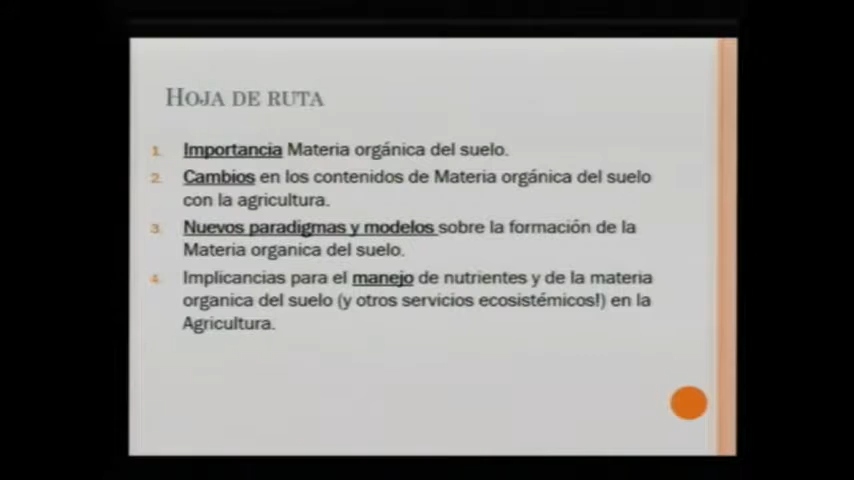 HOJA DE RUTA
1. Importancia Materia orgánica del suelo.
2. Cambios en los contenidos de Materia orgánica del suelo
con la agricultura.
3. Nuevos paradigmas y modelos sobre la formación de la
Materia organica del suelo.
4. Implicancias para el manejo de nutrientes y de la materia
organica del suelo (y otros servicios ecosistémicos!) en la
Agricultura.